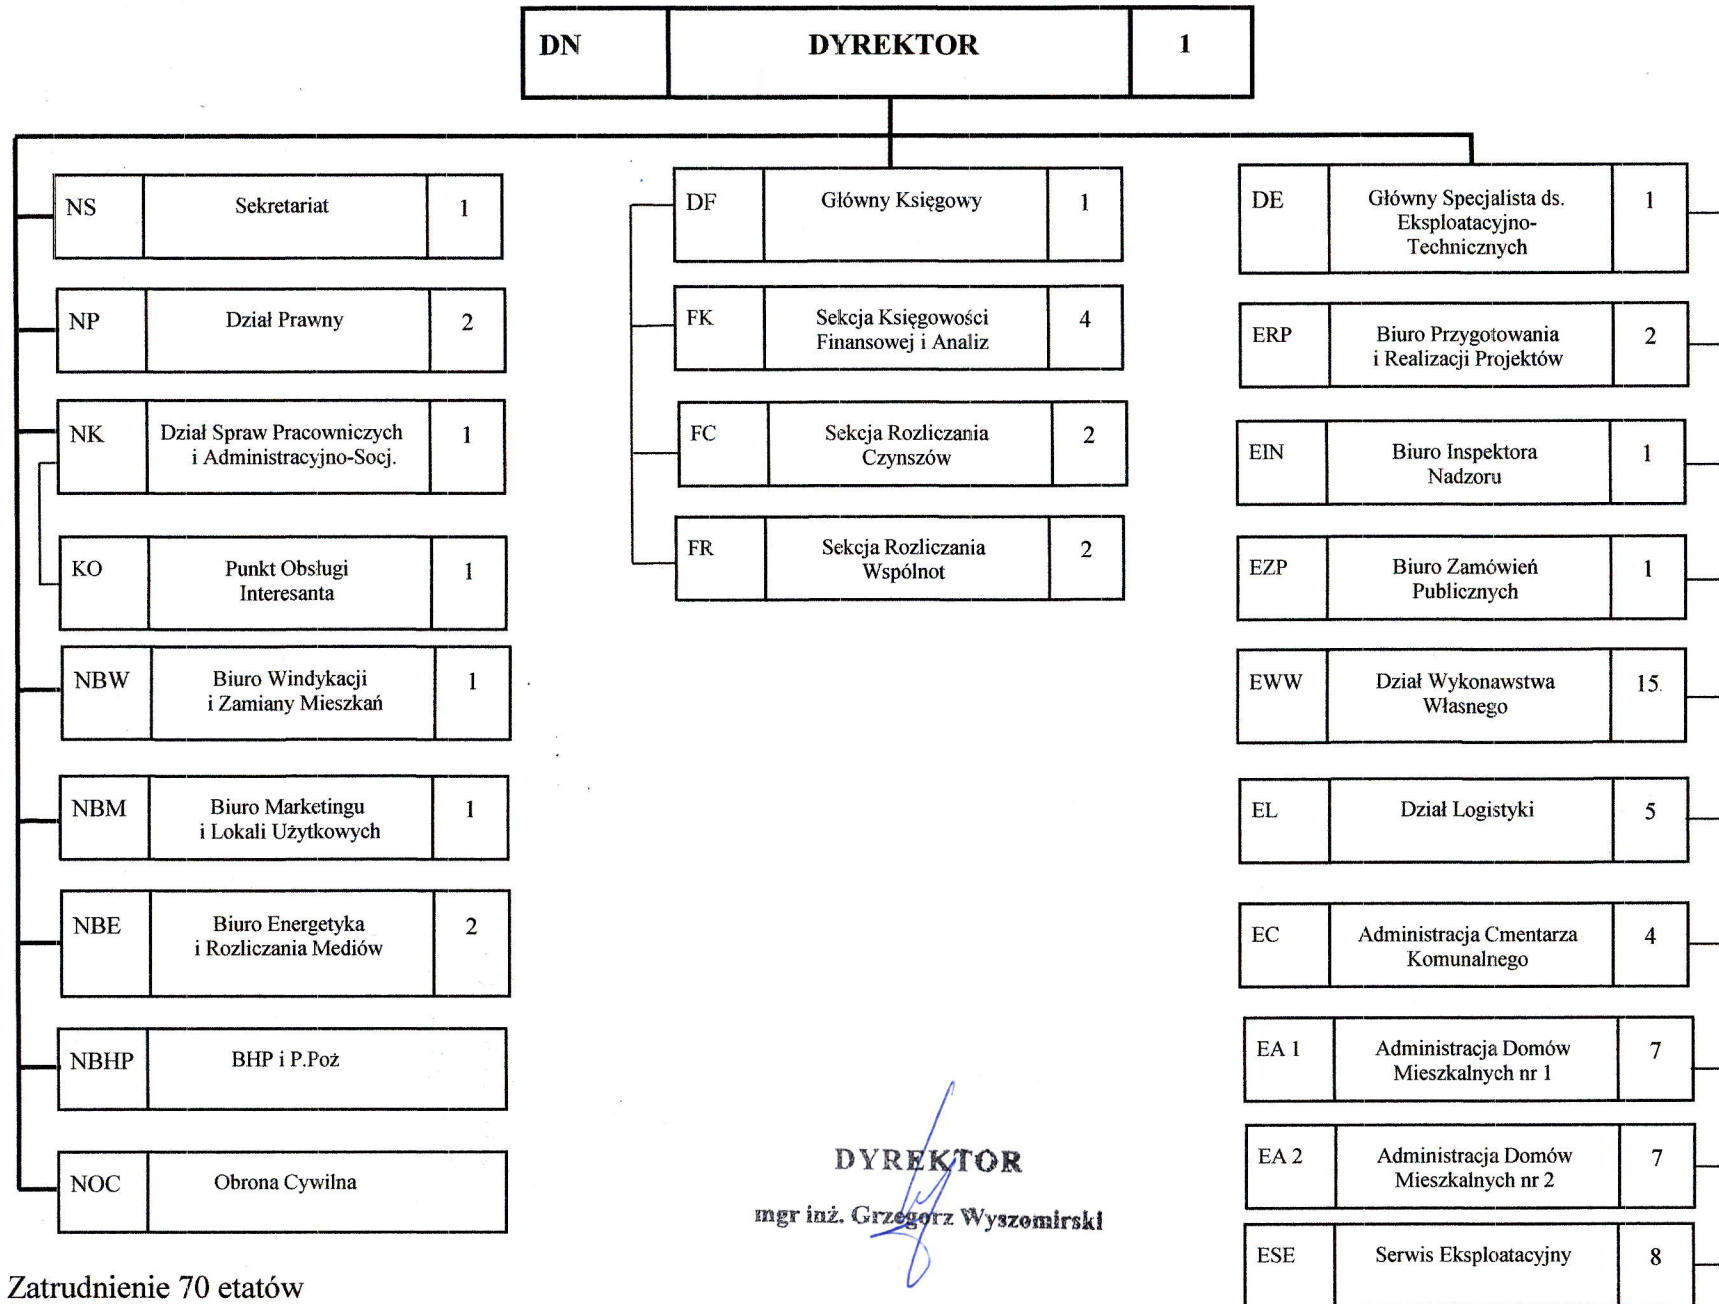 DN DYREKTOR 1
NS Sekretariat 1
NP Dział Prawny 2
NK Dział Spraw Pracowniczych 1
i Administracyjno-Socj.
KO Punkt Obsługi 1
Interesanta
NBW Biuro Windykacji 1
i Zamiany Mieszkań
NBM Biuro Marketingu 1
i Lokali Użytkowych
NBE Biuro Energetyka 2
i Rozliczania Mediów
NBHP BHP i P.Poż
NOC Obrona Cywilna
DF Główny Księgowy 1
FK Sekcja Księgowości 4
Finansowej i Analiz
FC Sekcja Rozliczania 2
Czynszów
FR Sekcja Rozliczania 2
Wspólnot
DE Główny Specjalista ds. 1
Eksploatacyjno-
Technicznych
ERP Biuro Przygotowania 2
i Realizacji Projektów
EIN Biuro Inspektora 1
Nadzoru
EZP Biuro Zamówień 1
Publicznych
EWW Dział Wykonawstwa 15
Własnego
EL Dział Logistyki 5
EC Administracja Cmentarza 4
Komunalnego
EA 1 Administracja Domów 7
Mieszkalnych nr 1
EA 2 Administracja Domów 7
Mieszkalnych nr 2
ESE Serwis Eksploatacyjny 8
DYREKTOR
mgr inż. Grzegorz Wyszomirski
Zatrudnienie 70 etatów